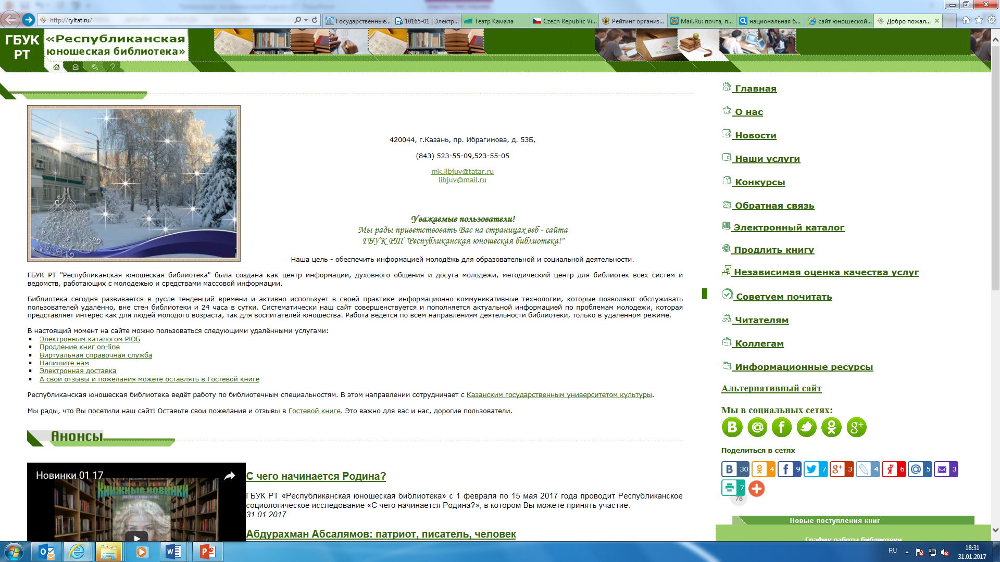 http://ryltat.ru/
Государственные...
10165-01 | Электр...
Театр Камала
Czech Republic Vi...
Рейтинг организ...
Mail.Ru: почта, п...
национальная б...
сайт юношеской...
Добро пожал...
ГБУК РТ
«Республиканская
юношеская библиотека»
420044, г.Казань, пр. Ибрагимова, д. 53Б,
(843) 523-55-09,523-55-05
mk.libjuv@tatar.ru
libjuv@mail.ru
Уважаемые пользователи!
Мы рады приветствовать Вас на страницах веб - сайта
ГБУК РТ "Республиканская юношеская библиотека!"
Наша цель - обеспечить информацией молодёжь для образовательной и социальной деятельности.
ГБУК РТ "Республиканская юношеская библиотека" была создана как центр информации, духовного общения и досуга молодежи, методический центр для библиотек всех систем и
ведомств, работающих с молодежью и средствами массовой информации.
Библиотека сегодня развивается в русле тенденций времени и активно использует в своей практике информационно-коммуникативные технологии, которые позволяют обслуживать
пользователей удалённо, вне стен библиотеки и 24 часа в сутки. Систематически наш сайт совершенствуется и пополняется актуальной информацией по проблемам молодежи, которая
представляет интерес как для людей молодого возраста, так для воспитателей юношества. Работа ведётся по всем направлениям деятельности библиотеки, только в удалённом режиме.
В настоящий момент на сайте можно пользоваться следующими удалёнными услугами:
Электронным каталогом РЮБ
Продление книг on-line
Виртуальная справочная служба
Напишите нам
Электронная доставка
А свои отзывы и пожелания можете оставлять в Гостевой книге
Республиканская юношеская библиотека ведёт работу по библиотечным специальностям. В этом направлении сотрудничает с Казанским государственным университетом культуры.
Мы рады, что Вы посетили наш сайт! Оставьте свои пожелания и отзывы в Гостевой книге. Это важно для вас и нас, дорогие пользователи.
Анонсы
Новинки 01 17
Книжные новинки
С чего начинается Родина?
ГБУК РТ «Республиканская юношеская библиотека» с 1 февраля по 15 мая 2017 года проводит Республиканское
социологическое исследование «С чего начинается Родина?», в котором Вы можете принять участие.
31.01.2017
Абдурахман Абсалямов: патриот, писатель, человек
Главная
О нас
Новости
Наши услуги
Конкурсы
Обратная связь
Электронный каталог
Продлить книгу
Независимая оценка качества услуг
Советуем почитать
Читателям
Коллегам
Информационные ресурсы
Альтернативный сайт
Мы в социальных сетях:
Поделиться в сетях
30 4 9 7 3 4 6 5 3
7
78
Новые поступления книг
График работы библиотеки
RU
18:31
31.01.2017